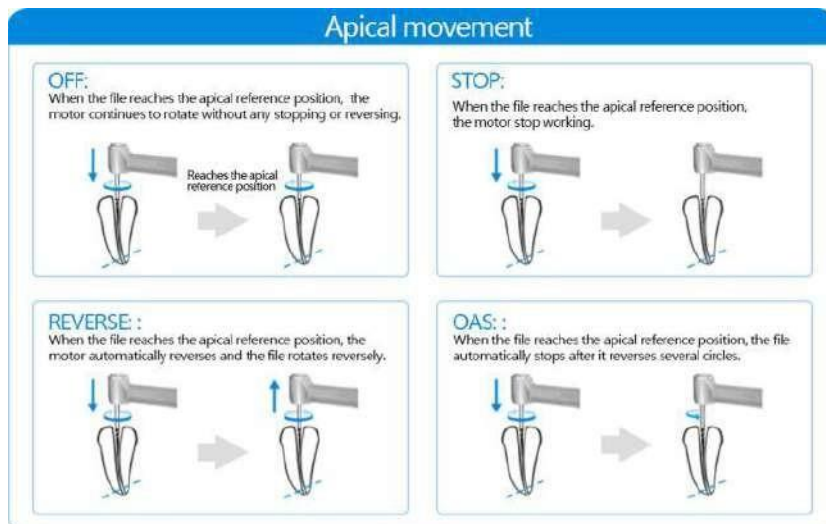 Apical movement
OFF:
When the file reaches the apical reference position, the
motor continues to rotate without any stopping or reversing.
Reaches the apical
reference position
STOP:
When the file reaches the apical reference position,
the motor stop working.
REVERSE: :
When the file reaches the apical reference position, the
motor automatically reverses and the file rotates reversely.
OAS: :
When the file reaches the apical reference position, the file
automatically stops after it reverses several circles.